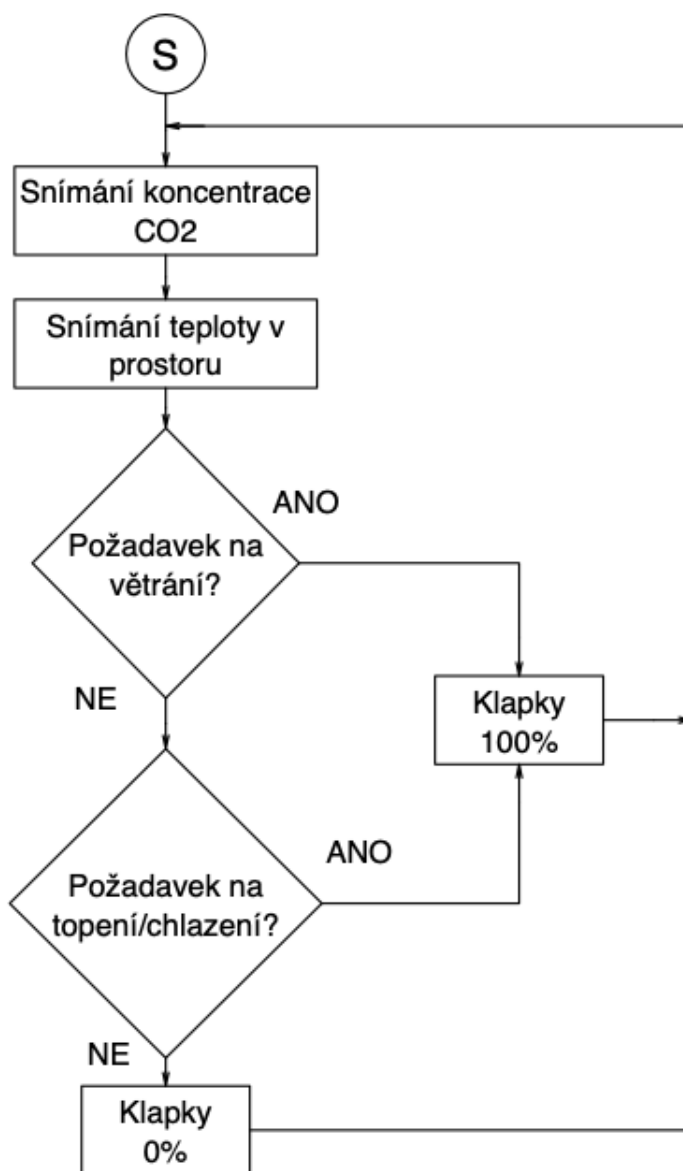 S
Snímání koncentrace
CO2
Snímání teploty v
prostoru
ANO
Požadavek na
větrání?
NE
Klapky
100%
ANO
Požadavek na
topení/chlazení?
NE
Klapky
0%